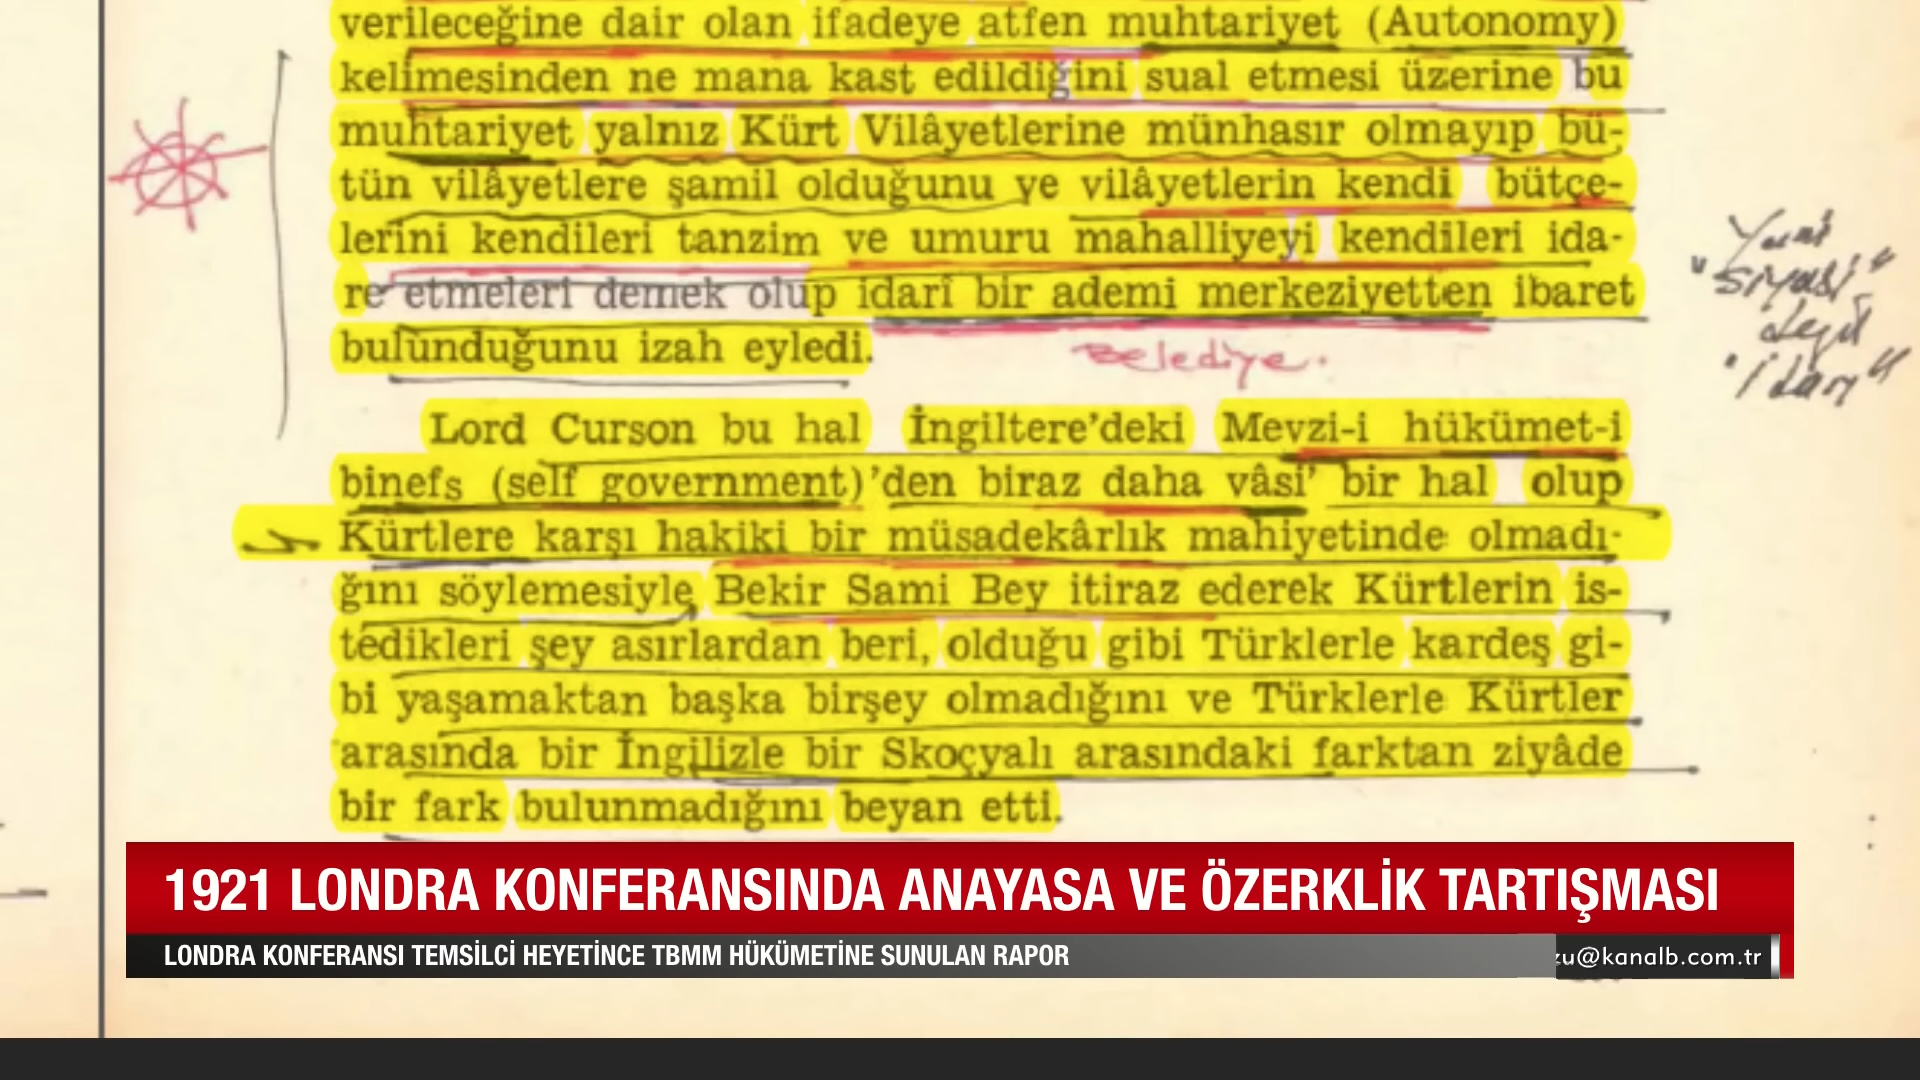 verileceğine dair olan ifadeye atfen muhtariyet (Autonomy)
kelimesinden ne mana kast edildiğini sual etmesi üzerine bu
muhtariyet yalnız Kürt Vilâyetlerine münhasır olmayıp bü-
tün vilâyetlere şamil olduğunu ve vilâyetlerin kendi bütçe-
lerini kendileri tanzim ve umuru mahalliyeyi kendileri ida-
re etmeleri demek olup idarî bir ademi merkeziyetten ibaret
bulunduğunu izah eyledi.
Belediye.
Yani
"siyasi"
değil
"idari"
Lord Curson bu hal İngiltere'deki Mevzi-i hükümet-i
binefs (self government)'den biraz daha vâsi' bir hal olup
Kürtlere karşı hakiki bir müsadekârlık mahiyetinde olmadı-
ğını söylemesiyle Bekir Sami Bey itiraz ederek Kürtlerin is-
tedikleri şey asırlardan beri, olduğu gibi Türklerle kardeş gi-
bi yaşamaktan başka birşey olmadığını ve Türklerle Kürtler
arasında bir İngilizle bir Skoçyalı arasındaki farktan ziyâde
bir fark bulunmadığını beyan etti.
1921 LONDRA KONFERANSINDA ANAYASA VE ÖZERKLİK TARTIŞMASI
LONDRA KONFERANSI TEMSİLCİ HEYETİNCE TBMM HÜKÜMETİNE SUNULAN RAPOR
zu@kanalb.com.tr